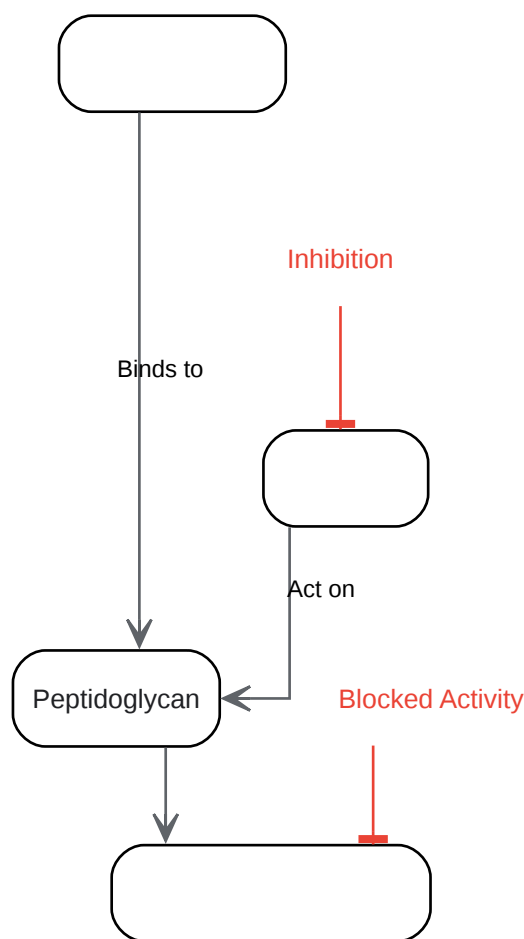 Inhibition
Binds to
Act on
Peptidoglycan
Blocked Activity